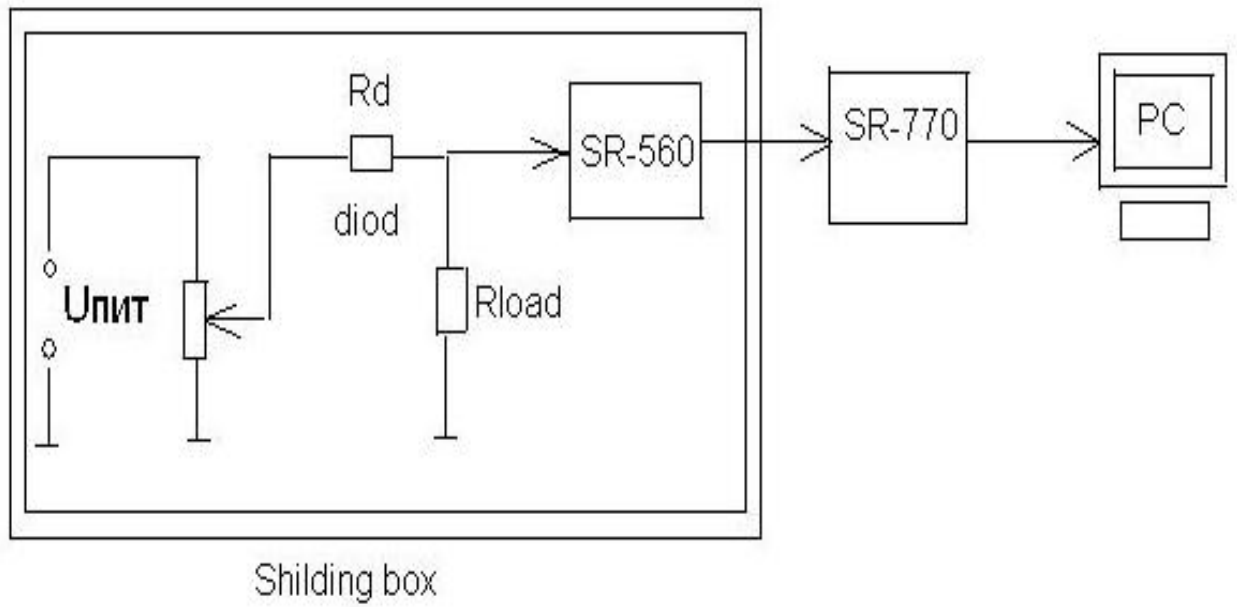 Rd
diod
SR-560
SR-770
PC
Uпит
Rload
Shilding box